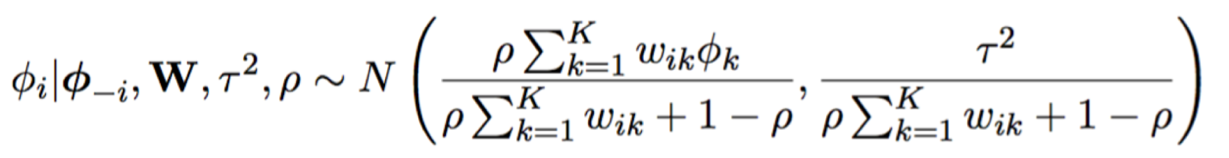 $\phi_i | \boldsymbol{\phi}_{-i}, \mathbf{W}, \tau^2, \rho \sim N \left( \frac{\rho \sum_{k=1}^{K} w_{ik} \phi_k}{\rho \sum_{k=1}^{K} w_{ik} + 1 - \rho}, \frac{\tau^2}{\rho \sum_{k=1}^{K} w_{ik} + 1 - \rho} \right)$